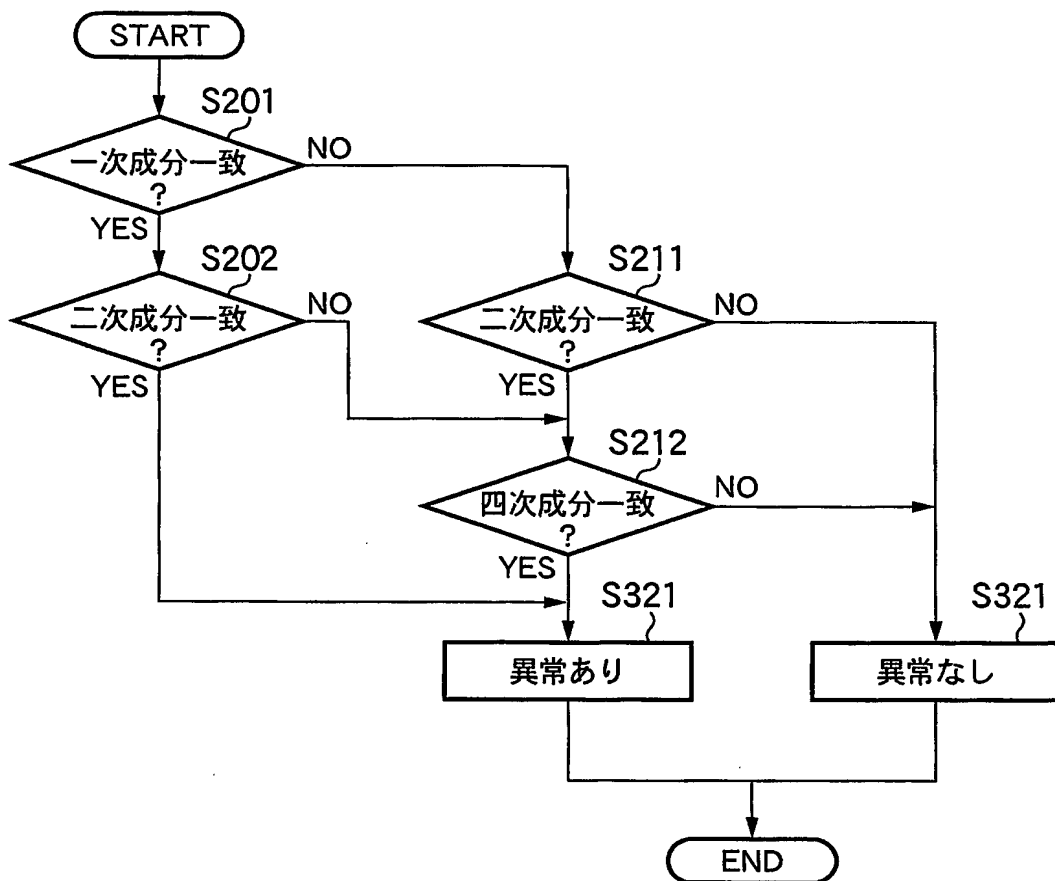 START
S201
一次成分一致
?
NO
YES
S202
二次成分一致
?
NO
YES
S211
二次成分一致
?
NO
YES
S212
四次成分一致
?
NO
YES
S321
異常あり
S321
異常なし
END